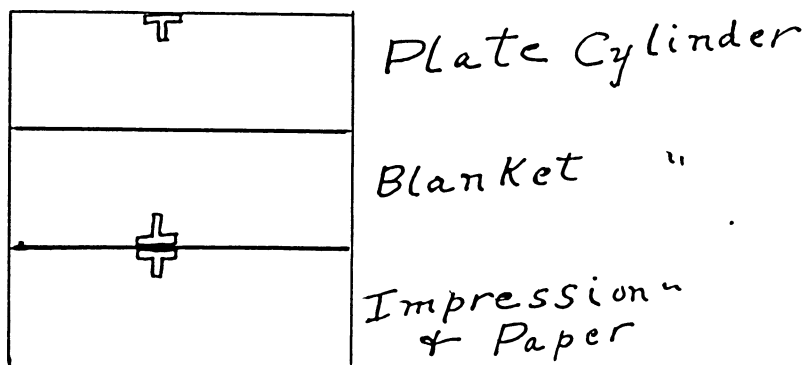 Plate Cylinder
Blanket "
Impression "
& Paper